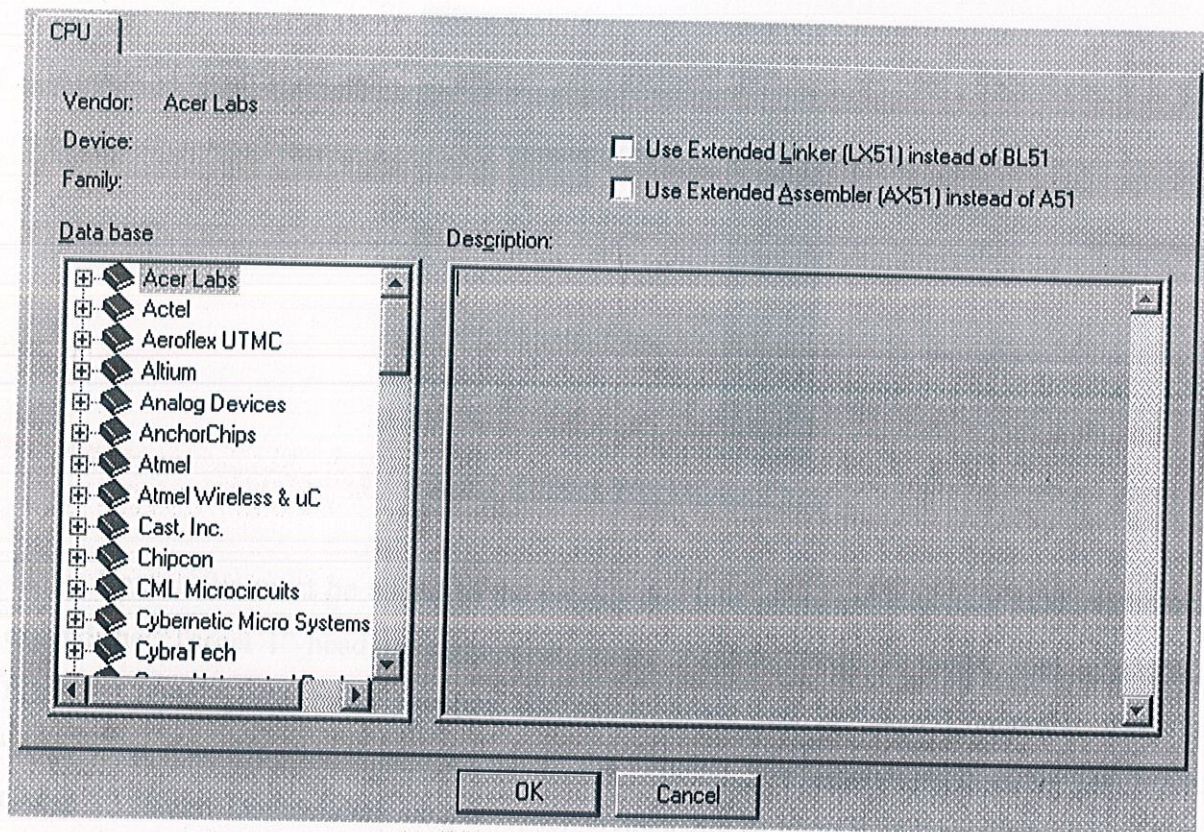 CPU
Vendor: Acer Labs
Device:
Family:
Use Extended Linker (LX51) instead of BL51
Use Extended Assembler (AX51) instead of A51
Data base
Description:
Acer Labs
Actel
Aeroflex UTMC
Altium
Analog Devices
AnchorChips
Atmel
Atmel Wireless & uC
Cast, Inc.
Chipcon
CML Microcircuits
Cybernetic Micro Systems
CybraTech
OK
Cancel